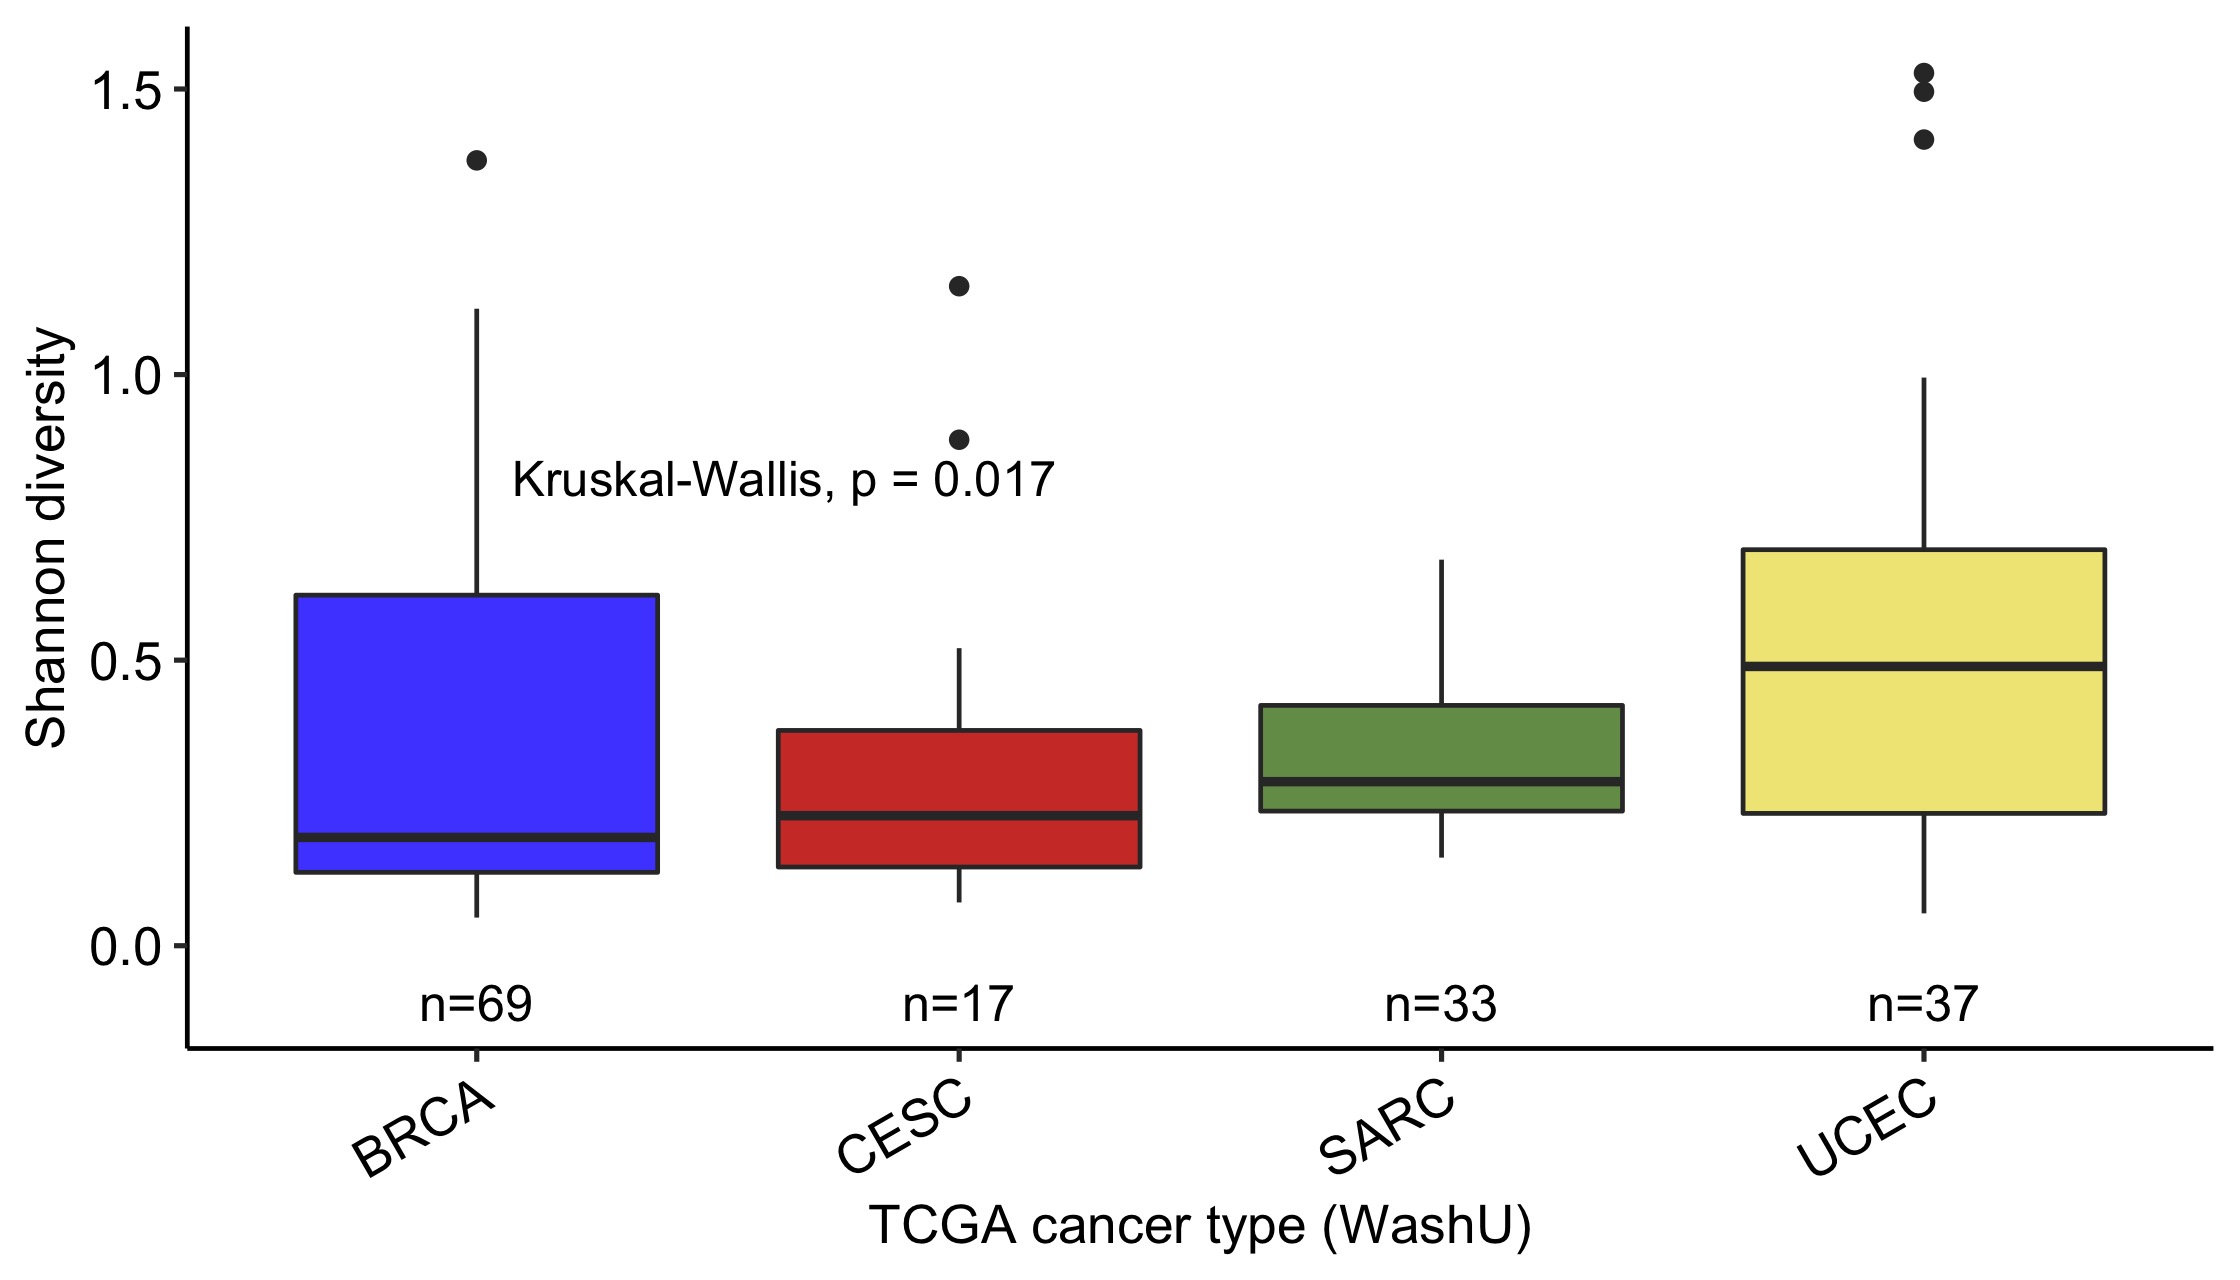 Shannon diversity
1.5
1.0
0.5
0.0
Kruskal-Wallis, p = 0.017
n=69
n=17
n=33
n=37
BRCA
CESC
SARC
UCEC
TCGA cancer type (WashU)